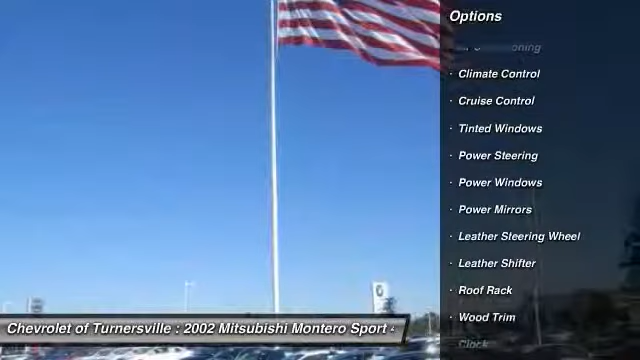 Options
· Climate Control
· Cruise Control
· Tinted Windows
· Power Steering
· Power Windows
· Power Mirrors
· Leather Steering Wheel
· Leather Shifter
· Roof Rack
· Wood Trim
· Clock
Chevrolet of Turnersville : 2002 Mitsubishi Montero Sport